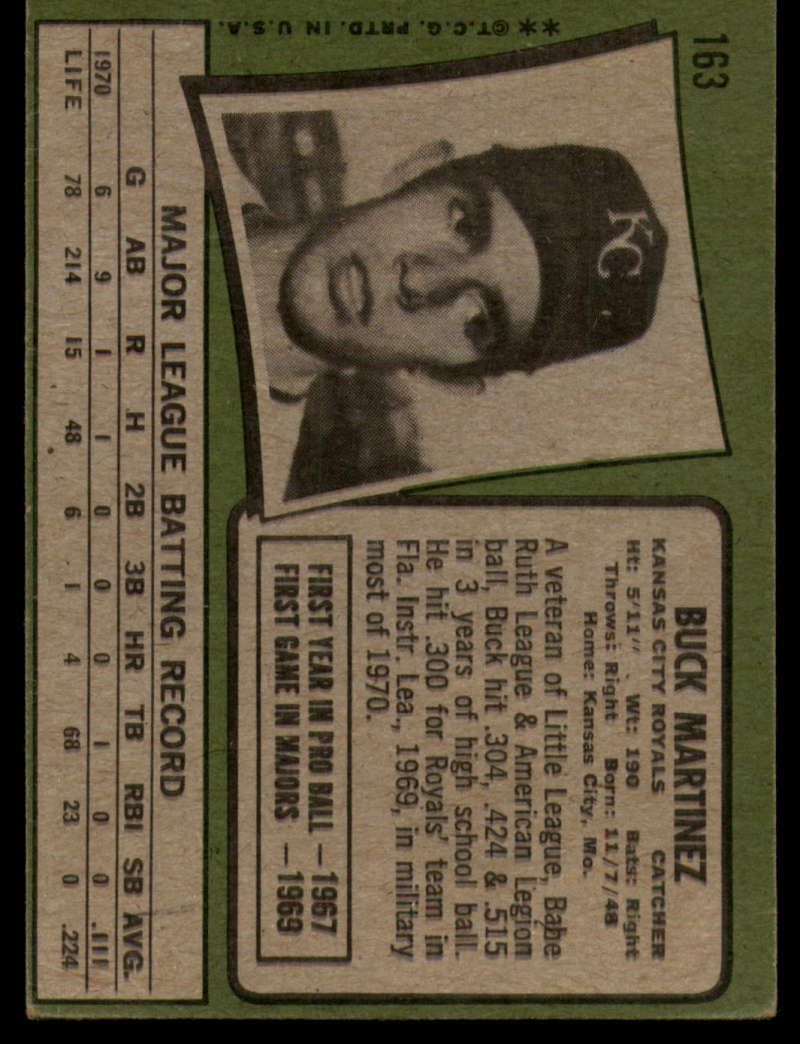 163
**©T.C.G. PRTD. IN U.S.A.
KC
BUCK MARTINEZ
KANSAS CITY ROYALS CATCHER
Ht: 5'11" Wt: 190 Bats: Right
Throws: Right Born: 11/7/48
Home: Kansas City, Mo.
A veteran of Little League, Babe
Ruth League & American Legion
ball, Buck hit .304, .424 & .515
in 3 years of high school ball.
He hit .300 for Royals' team in
Fla. Instr. Lea., 1969, in military
most of 1970.
FIRST YEAR IN PRO BALL — 1967
FIRST GAME IN MAJORS — 1969
MAJOR LEAGUE BATTING RECORD
G AB R H 2B 3B HR TB RBI SB AVG.
1970 6 9 1 1 0 0 0 1 0 0 .111
LIFE 78 214 15 48 6 1 4 68 23 0 .224